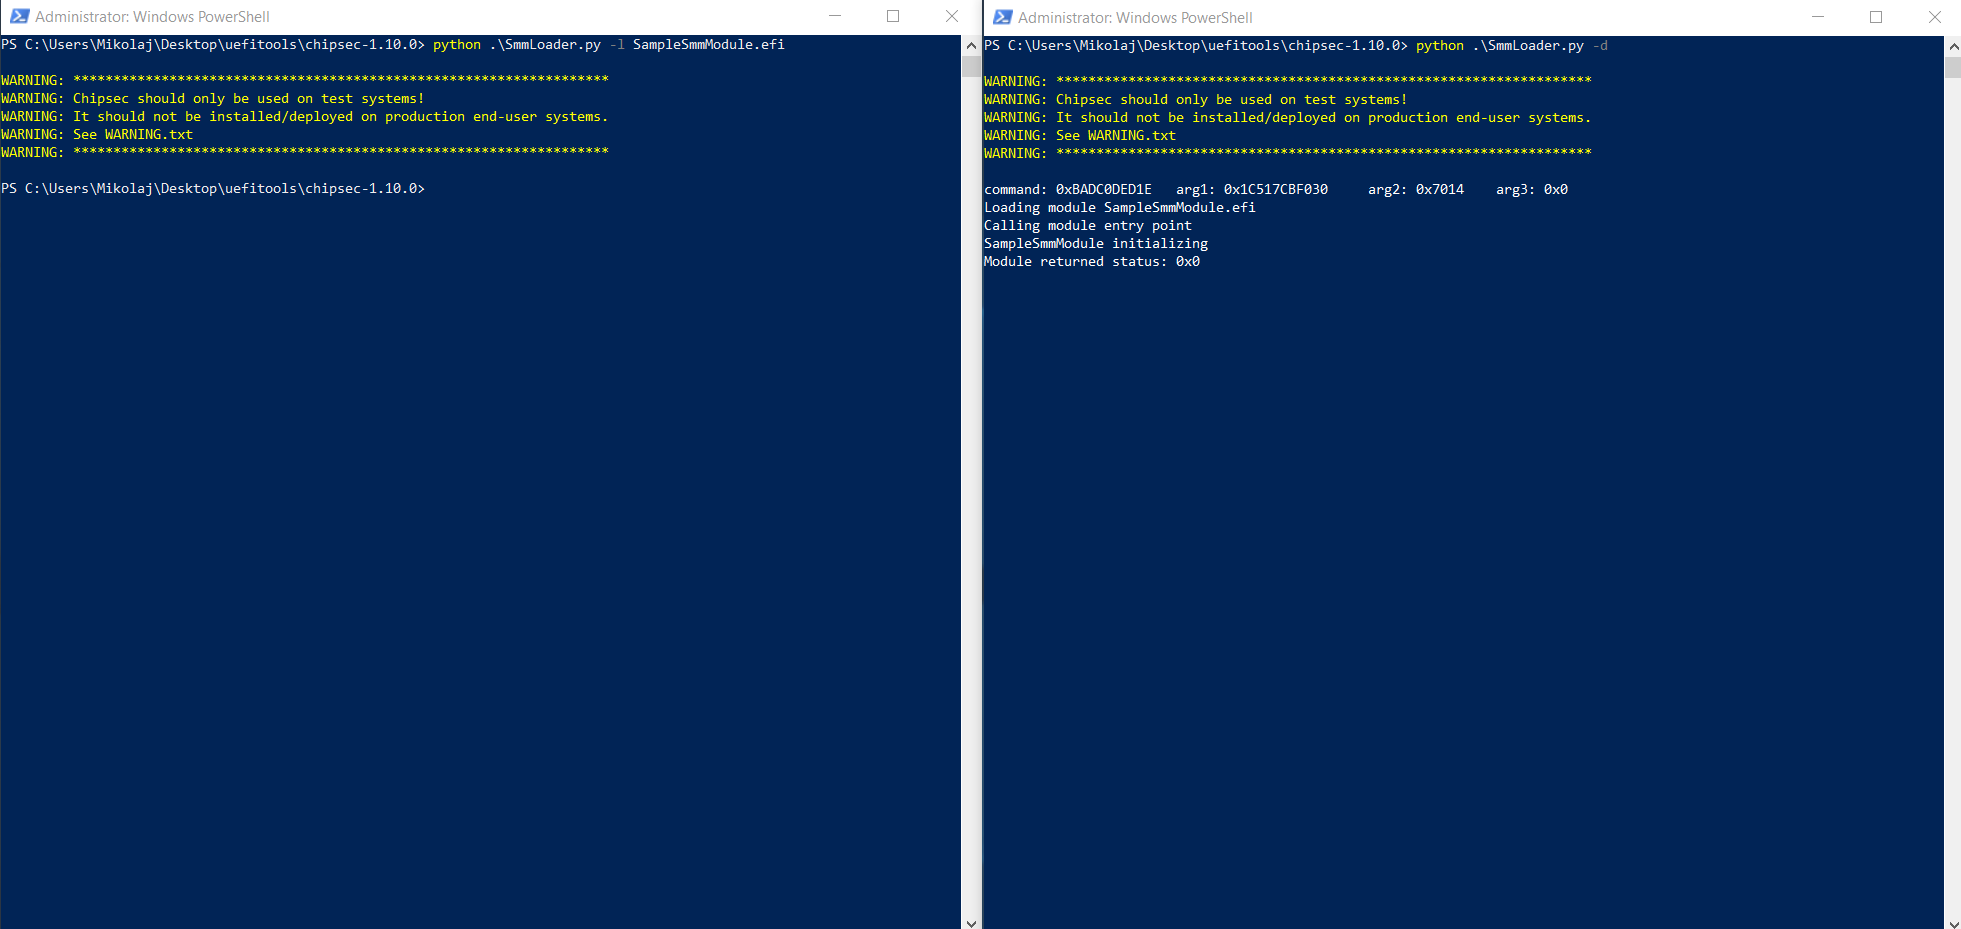 Administrator: Windows PowerShell
PS C:\Users\Mikolaj\Desktop\uefitools\chipsec-1.10.0> python .\SmmLoader.py -l SampleSmmModule.efi
WARNING: *******************************************************************
WARNING: Chipsec should only be used on test systems!
WARNING: It should not be installed/deployed on production end-user systems.
WARNING: See WARNING.txt
WARNING: *******************************************************************
PS C:\Users\Mikolaj\Desktop\uefitools\chipsec-1.10.0>
Administrator: Windows PowerShell
PS C:\Users\Mikolaj\Desktop\uefitools\chipsec-1.10.0> python .\SmmLoader.py -d
WARNING: *******************************************************************
WARNING: Chipsec should only be used on test systems!
WARNING: It should not be installed/deployed on production end-user systems.
WARNING: See WARNING.txt
WARNING: *******************************************************************
command: 0xBADC0DED1E   arg1: 0x1C517CBF030     arg2: 0x7014    arg3: 0x0
Loading module SampleSmmModule.efi
Calling module entry point
SampleSmmModule initializing
Module returned status: 0x0